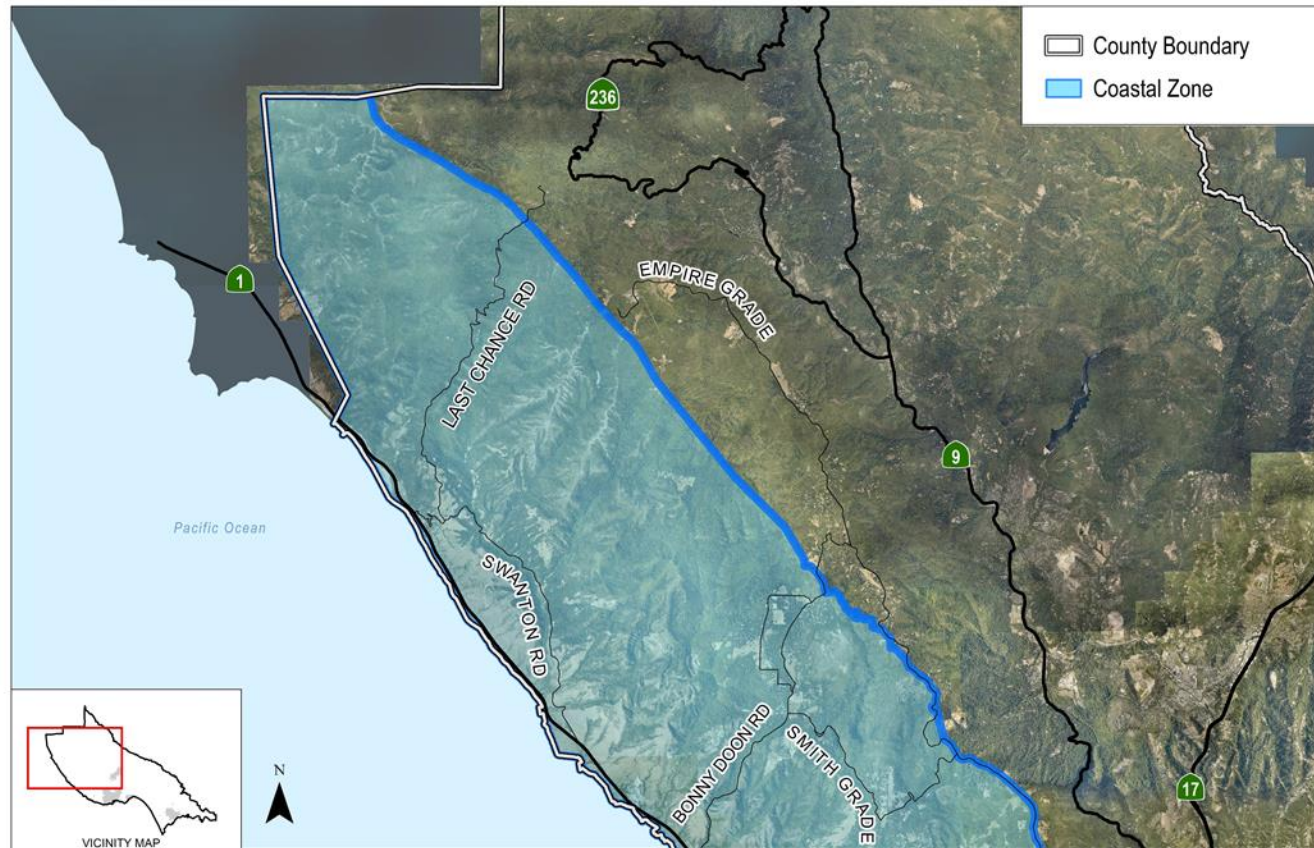 County Boundary
Coastal Zone
236
1
EMPIRE GRADE
LAST CHANCE RD
9
Pacific Ocean
SWANTON RD
BONNY DOON RD
SMITH GRADE
17
N
VICINITY MAP